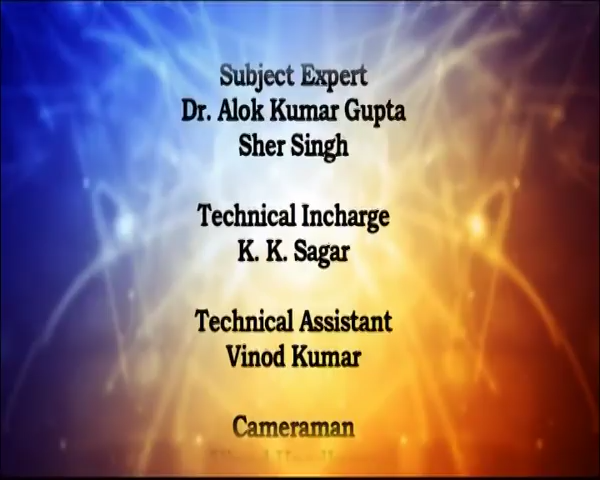 Subject Expert
Dr. Alok Kumar Gupta
Sher Singh
Technical Incharge
K. K. Sagar
Technical Assistant
Vinod Kumar
Cameraman